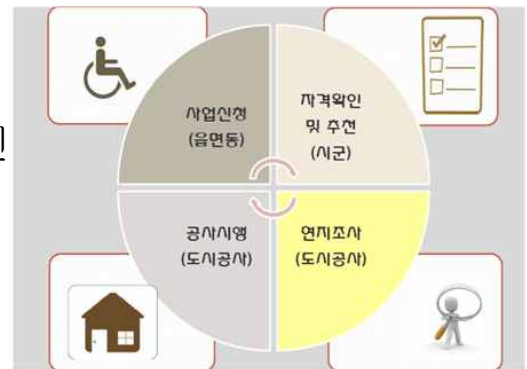 사업신청
(읍면동)
자격확인
및 추천
(시군)
공사시행
(도시공사)
현지조사
(도시공사)